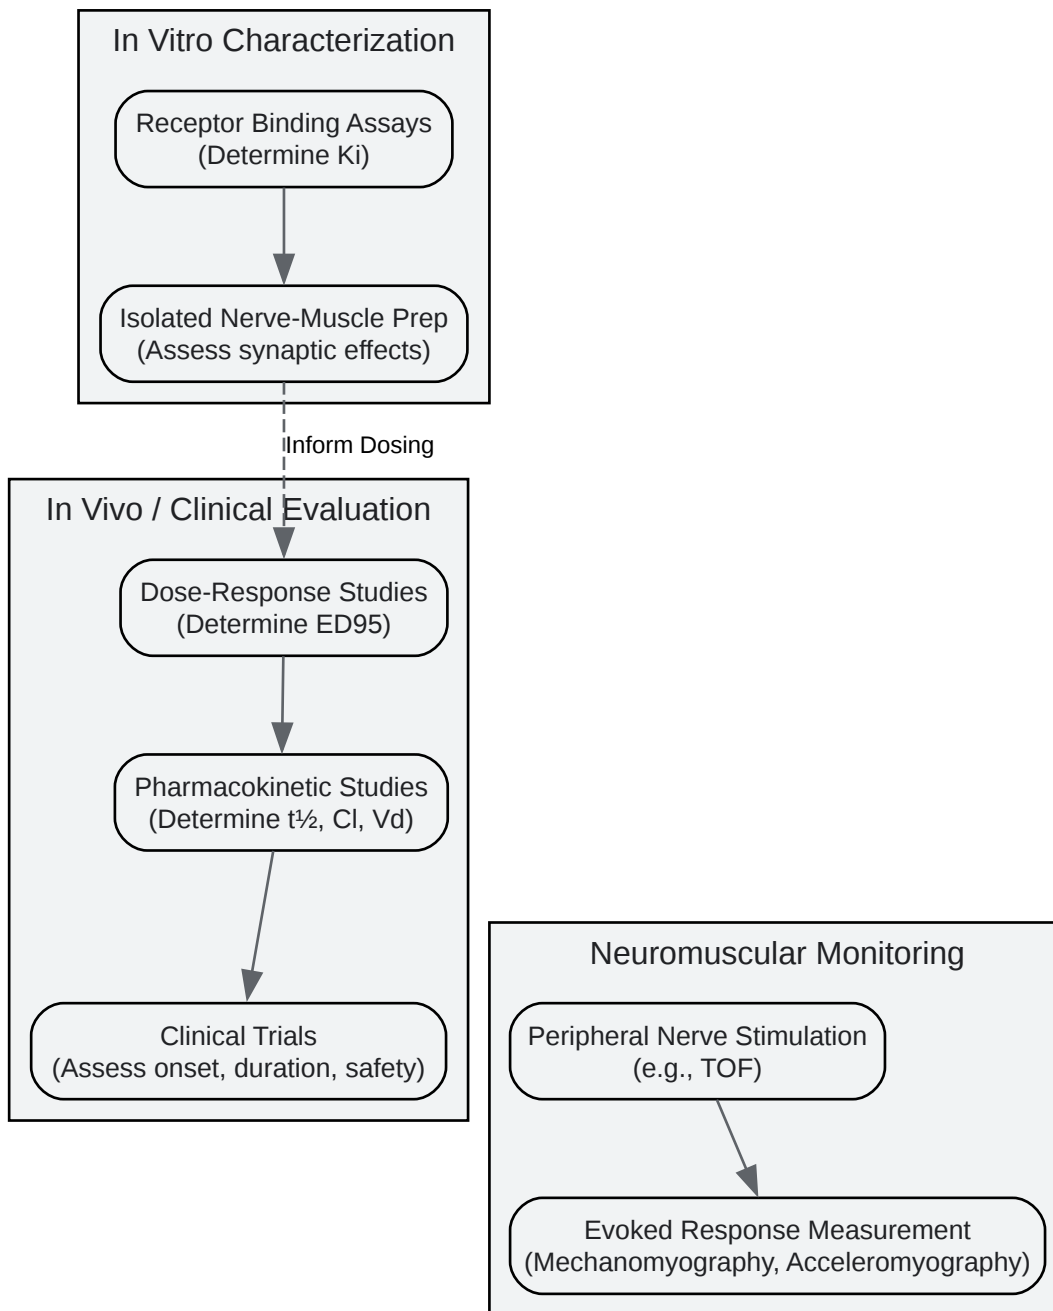 In Vitro Characterization
Receptor Binding Assays
(Determine Ki)
Isolated Nerve-Muscle Prep
(Assess synaptic effects)
Inform Dosing
In Vivo / Clinical Evaluation
Dose-Response Studies
(Determine ED95)
Pharmacokinetic Studies
(Determine t½, Cl, Vd)
Clinical Trials
(Assess onset, duration, safety)
Neuromuscular Monitoring
Peripheral Nerve Stimulation
(e.g., TOF)
Evoked Response Measurement
(Mechanomyography, Acceleromyography)